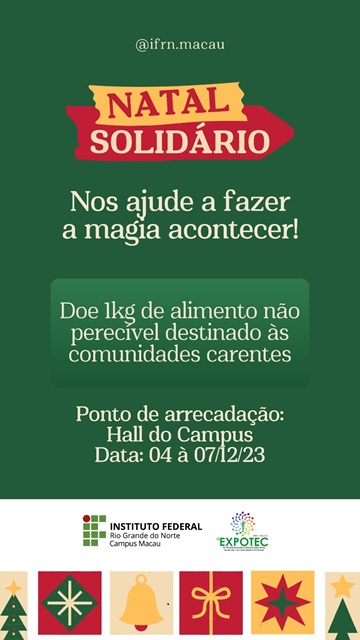 @ifrn.macau
NATAL
SOLIDÁRIO
Nos ajude a fazer
a magia acontecer!
Doe 1kg de alimento não
perecível destinado às
comunidades carentes
Ponto de arrecadação:
Hall do Campus
Data: 04 à 07/12/23
INSTITUTO FEDERAL
Rio Grande do Norte
Campus Macau
EXPOTEC